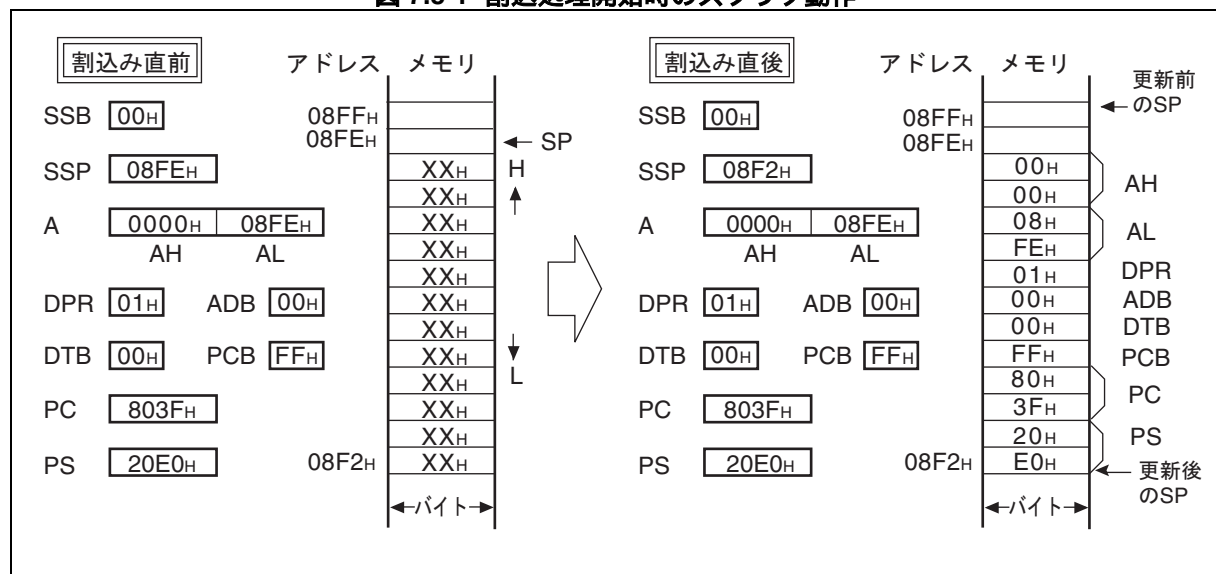 割込み直前 アドレス メモリ
SSB 00H 08FFH
08FEH ← SP
SSP 08FEH XXH H
XXH
A 0000H 08FEH XXH
AH AL XXH
XXH
DPR 01H ADB 00H XXH
XXH
DTB 00H PCB FFH XXH L
XXH
PC 803FH XXH
XXH
PS 20E0H 08F2H XXH
バイト
割込み直後 アドレス メモリ 更新前
SSB 00H 08FFH ← のSP
08FEH
SSP 08F2H 00H AH
00H
A 0000H 08FEH 08H AL
AH AL FEH
01H DPR
DPR 01H ADB 00H 00H ADB
00H DTB
DTB 00H PCB FFH FFH PCB
80H PC
PC 803FH 3FH
20H PS
PS 20E0H 08F2H E0H ← 更新後
のSP
バイト